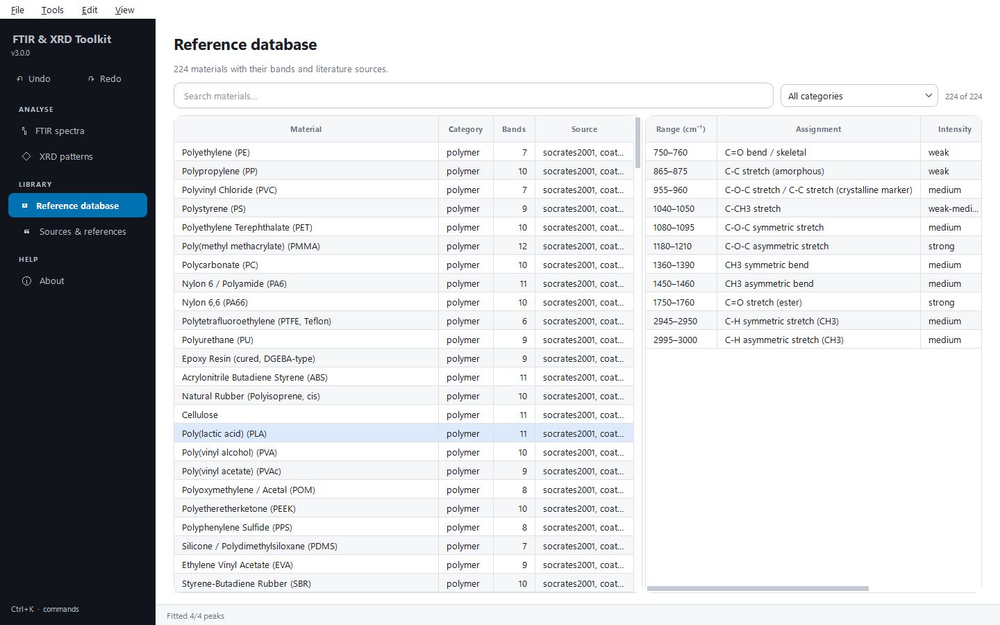 File Tools Edit View
FTIR & XRD Toolkit
v3.0.0
Undo Redo
ANALYSE
FTIR spectra
XRD patterns
LIBRARY
Reference database
Sources & references
HELP
About
Ctrl+K · commands
Reference database
224 materials with their bands and literature sources.
Search materials...
All categories
224 of 224
Material Category Bands Source
Polyethylene (PE) polymer 7 socrates2001, coat...
Polypropylene (PP) polymer 10 socrates2001, coat...
Polyvinyl Chloride (PVC) polymer 7 socrates2001, coat...
Polystyrene (PS) polymer 9 socrates2001, coat...
Polyethylene Terephthalate (PET) polymer 10 socrates2001, coat...
Poly(methyl methacrylate) (PMMA) polymer 12 socrates2001, coat...
Polycarbonate (PC) polymer 10 socrates2001, coat...
Nylon 6 / Polyamide (PA6) polymer 11 socrates2001, coat...
Nylon 6,6 (PA66) polymer 10 socrates2001, coat...
Polytetrafluoroethylene (PTFE, Teflon) polymer 6 socrates2001, coat...
Polyurethane (PU) polymer 9 socrates2001, coat...
Epoxy Resin (cured, DGEBA-type) polymer 9 socrates2001, coat...
Acrylonitrile Butadiene Styrene (ABS) polymer 11 socrates2001, coat...
Natural Rubber (Polyisoprene, cis) polymer 10 socrates2001, coat...
Cellulose polymer 11 socrates2001, coat...
Poly(lactic acid) (PLA) polymer 11 socrates2001, coat...
Poly(vinyl alcohol) (PVA) polymer 10 socrates2001, coat...
Poly(vinyl acetate) (PVAc) polymer 9 socrates2001, coat...
Polyoxymethylene / Acetal (POM) polymer 8 socrates2001, coat...
Polyetheretherketone (PEEK) polymer 10 socrates2001, coat...
Polyphenylene Sulfide (PPS) polymer 8 socrates2001, coat...
Silicone / Polydimethylsiloxane (PDMS) polymer 7 socrates2001, coat...
Ethylene Vinyl Acetate (EVA) polymer 9 socrates2001, coat...
Styrene-Butadiene Rubber (SBR) polymer 10 socrates2001, coat...
Range (cm⁻¹) Assignment Intensity
750–760 C=O bend / skeletal weak
865–875 C-C stretch (amorphous) weak
955–960 C-O-C stretch / C-C stretch (crystalline marker) medium
1040–1050 C-CH3 stretch weak-medi...
1080–1095 C-O-C symmetric stretch medium
1180–1210 C-O-C asymmetric stretch strong
1360–1390 CH3 symmetric bend medium
1450–1460 CH3 asymmetric bend medium
1750–1760 C=O stretch (ester) strong
2945–2950 C-H symmetric stretch (CH3) medium
2995–3000 C-H asymmetric stretch (CH3) medium
Fitted 4/4 peaks